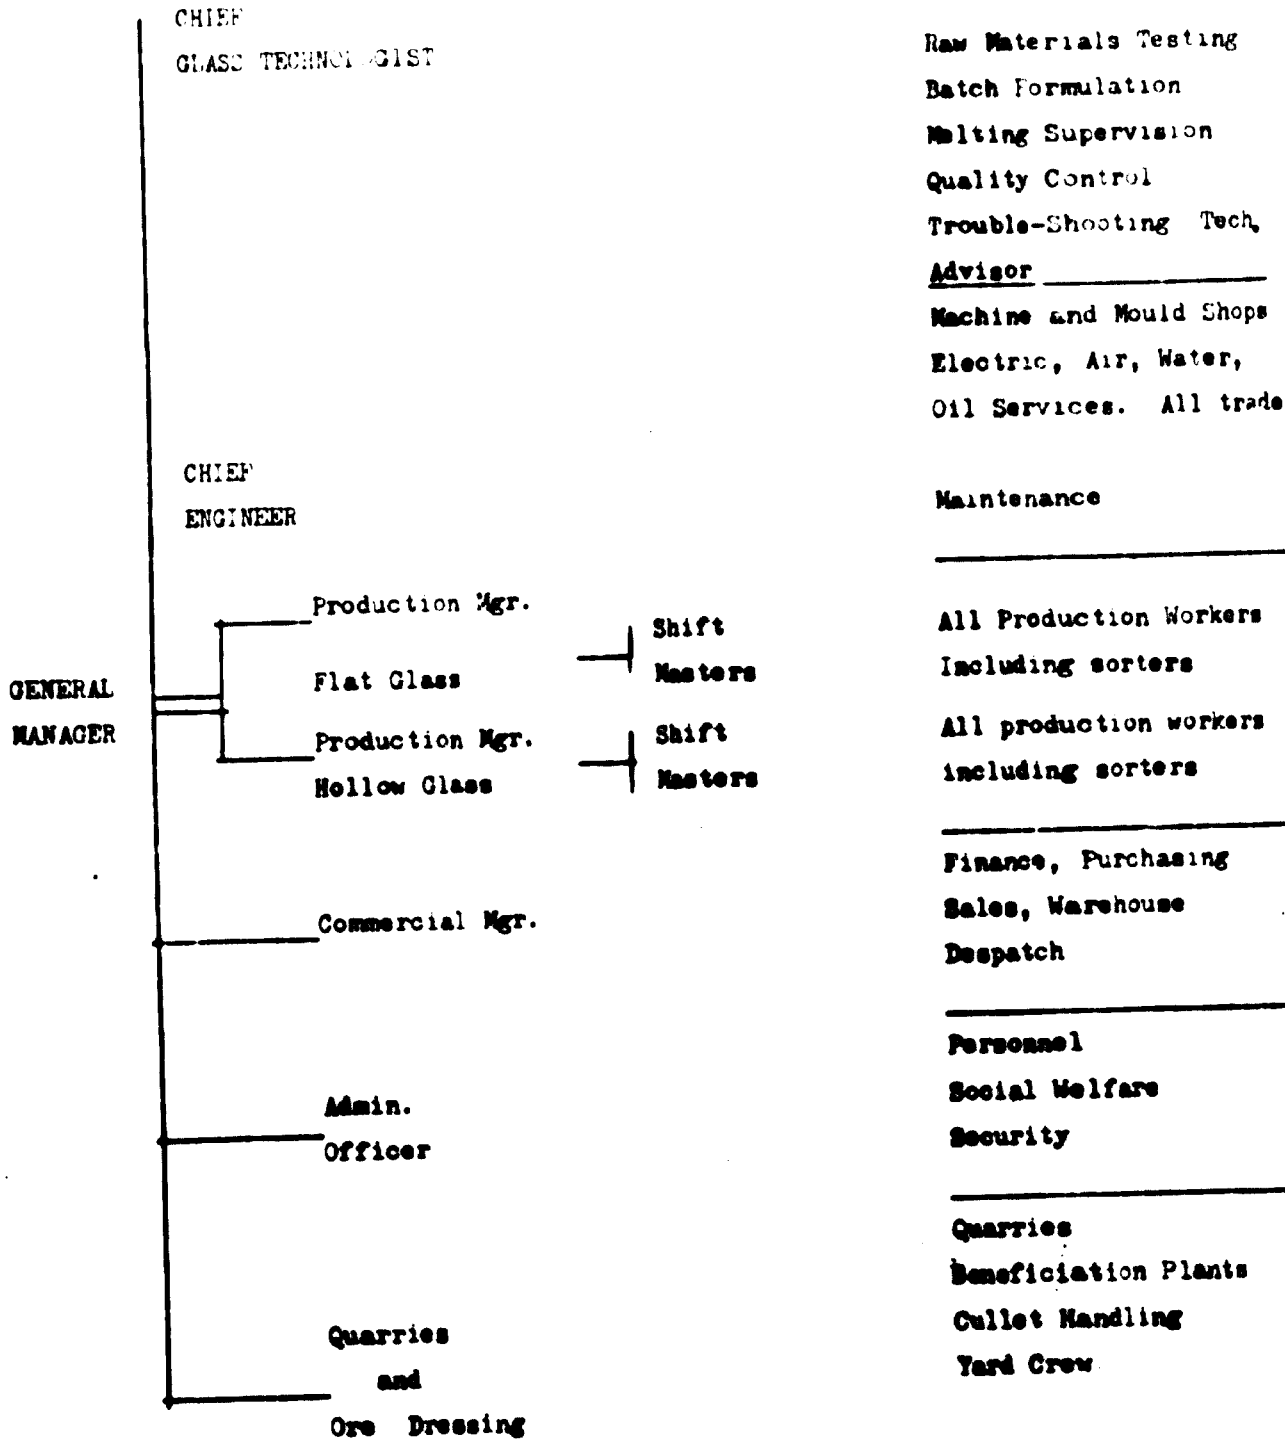 CHIEF
GLASS TECHNOLOGIST
Raw Materials Testing
Batch Formulation
Melting Supervision
Quality Control
Trouble-Shooting Tech.
Advisor
Machine and Mould Shops
Electric, Air, Water,
Oil Services. All trade
CHIEF
ENGINEER
Maintenance
GENERAL
MANAGER
Production Mgr.
Flat Glass
Shift
Masters
All Production Workers
Including sorters
Production Mgr.
Hollow Glass
Shift
Masters
All production workers
including sorters
Commercial Mgr.
Finance, Purchasing
Sales, Warehouse
Despatch
Admin.
Officer
Personnel
Social Welfare
Security
Quarries
and
Ore Dressing
Quarries
Beneficiation Plants
Cullet Handling
Yard Crew